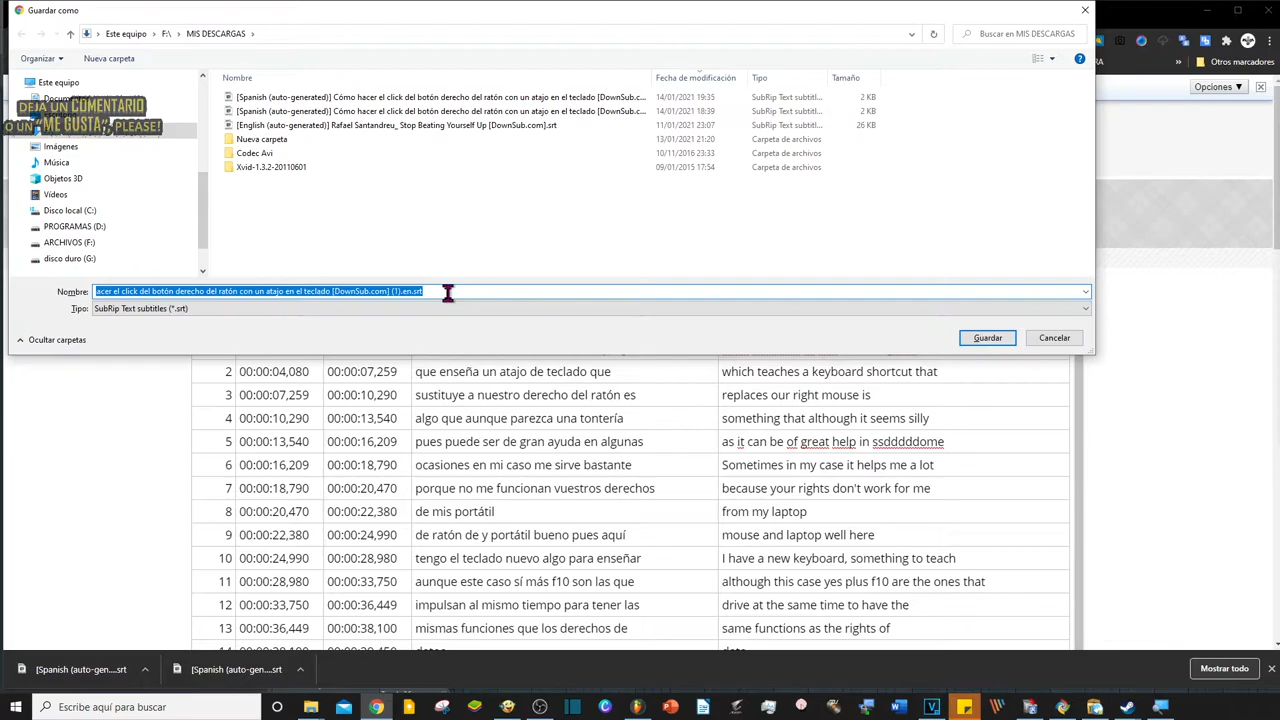 Guardar como
Este equipo > F:\ > MIS DESCARGAS >
Buscar en MIS DESCARGAS
RA
»
Otros marcadores
Organizar
Nueva carpeta
Opciones ▼
Este equipo
DEJA UN COMENTARIO
O UN "ME GUSTA", PLEASE!
Imágenes
Música
Objetos 3D
Vídeos
Disco local (C:)
PROGRAMAS (D:)
ARCHIVOS (F:)
disco duro (G:)
Nombre Fecha de modificación Tipo Tamaño
[Spanish (auto-generated)] Cómo hacer el click del botón derecho del ratón con un atajo en el teclado [DownSub.c... 14/01/2021 19:35 SubRip Text subtitl... 2 KB
[Spanish (auto-generated)] Cómo hacer el click del botón derecho del ratón con un atajo en el teclado [DownSub.c... 14/01/2021 18:39 SubRip Text subtitl... 2 KB
[English (auto-generated)] Rafael Santandreu_ Stop Beating Yourself Up [DownSub.com].srt 11/01/2021 23:07 SubRip Text subtitl... 26 KB
Nueva carpeta 13/01/2021 21:20 Carpeta de archivos
Codec Avi 10/11/2016 23:33 Carpeta de archivos
Xvid-1.3.2-20110601 09/01/2015 17:54 Carpeta de archivos
Nombre: acer el click del botón derecho del ratón con un atajo en el teclado [DownSub.com] (1).en.srt
Tipo: SubRip Text subtitles (*.srt)
Ocultar carpetas
Guardar
Cancelar
2 00:00:04,080 00:00:07,259 que enseña un atajo de teclado que which teaches a keyboard shortcut that
3 00:00:07,259 00:00:10,290 sustituye a nuestro derecho del ratón es replaces our right mouse is
4 00:00:10,290 00:00:13,540 algo que aunque parezca una tontería something that although it seems silly
5 00:00:13,540 00:00:16,209 pues puede ser de gran ayuda en algunas as it can be of great help in ssdddddome
6 00:00:16,209 00:00:18,790 ocasiones en mi caso me sirve bastante Sometimes in my case it helps me a lot
7 00:00:18,790 00:00:20,470 porque no me funcionan vuestros derechos because your rights don't work for me
8 00:00:20,470 00:00:22,380 de mis portátil from my laptop
9 00:00:22,380 00:00:24,990 de ratón de y portátil bueno pues aquí mouse and laptop well here
10 00:00:24,990 00:00:28,980 tengo el teclado nuevo algo para enseñar I have a new keyboard, something to teach
11 00:00:28,980 00:00:33,750 aunque este caso sí más f10 son las que although this case yes plus f10 are the ones that
12 00:00:33,750 00:00:36,449 impulsan al mismo tiempo para tener las drive at the same time to have the
13 00:00:36,449 00:00:38,100 mismas funciones que los derechos de same functions as the rights of
[Spanish (auto-gen....srt
[Spanish (auto-gen....srt
Mostrar todo
Escribe aquí para buscar